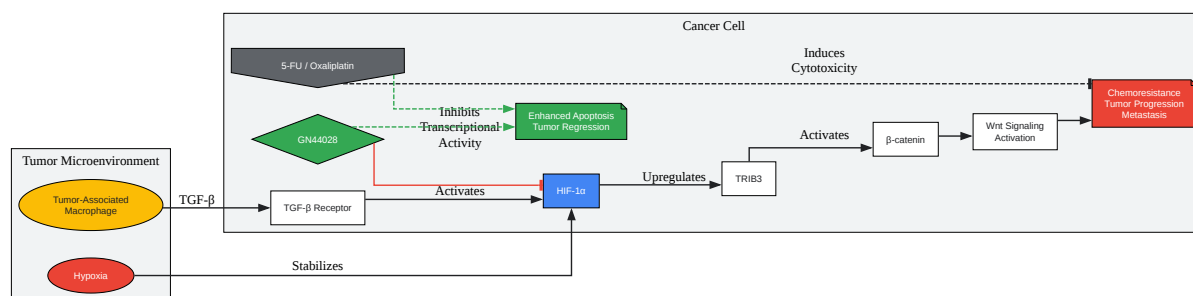 Cancer Cell
5-FU / Oxaliplatin
Induces
Cytotoxicity
Chemoresistance
Tumor Progression
Metastasis
Inhibits
Transcriptional
Activity
Enhanced Apoptosis
Tumor Regression
GN44028
Activates
β-catenin
Wnt Signaling
Activation
Tumor Microenvironment
Tumor-Associated
Macrophage
TGF-β
TGF-β Receptor
Activates
HIF-1α
Upregulates
TRIB3
Hypoxia
Stabilizes